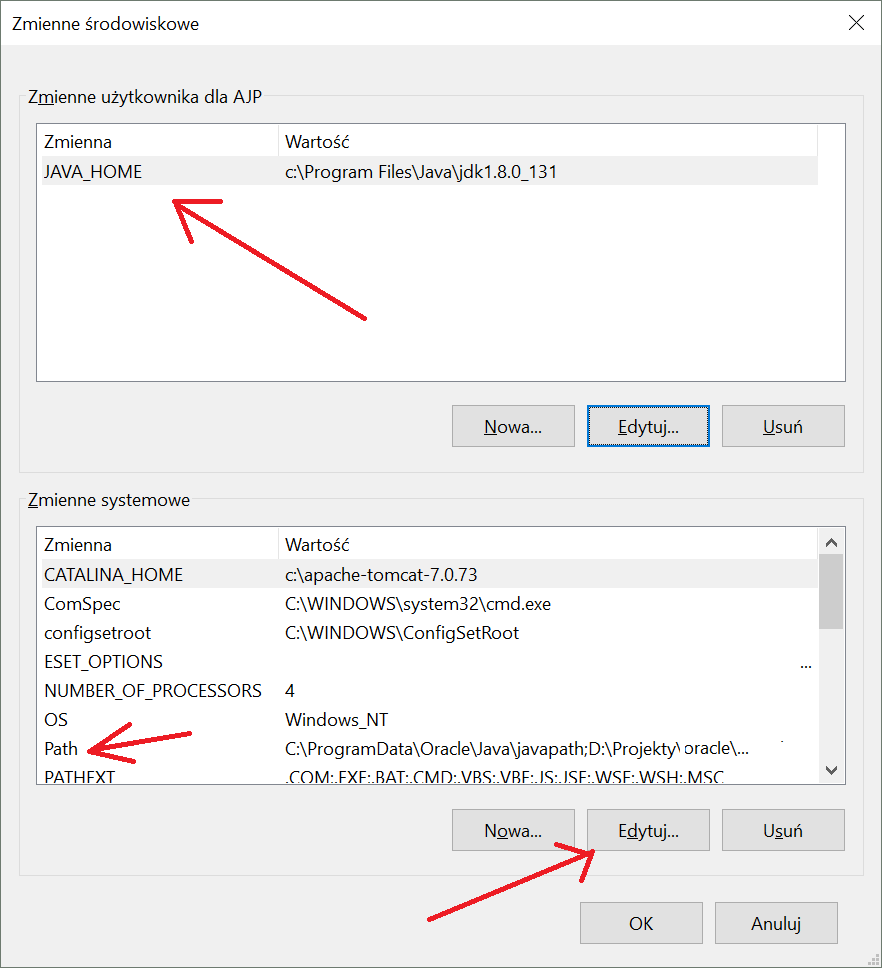 Zmienne środowiskowe
Zmienne użytkownika dla AJP
Zmienna Wartość
JAVA_HOME c:\Program Files\Java\jdk1.8.0_131
Nowa... Edytuj... Usuń
Zmienne systemowe
Zmienna Wartość
CATALINA_HOME c:\apache-tomcat-7.0.73
ComSpec C:\WINDOWS\system32\cmd.exe
configsetroot C:\WINDOWS\ConfigSetRoot
ESET_OPTIONS ...
NUMBER_OF_PROCESSORS 4
OS Windows_NT
Path C:\ProgramData\Oracle\Java\javapath;D:\Projekty\oracle\...
PATHEXT .COM;.EXE;.BAT;.CMD;.VBS;.VBE;.JS;.JSE;.WSF;.WSH;.MSC
Nowa... Edytuj... Usuń
OK Anuluj